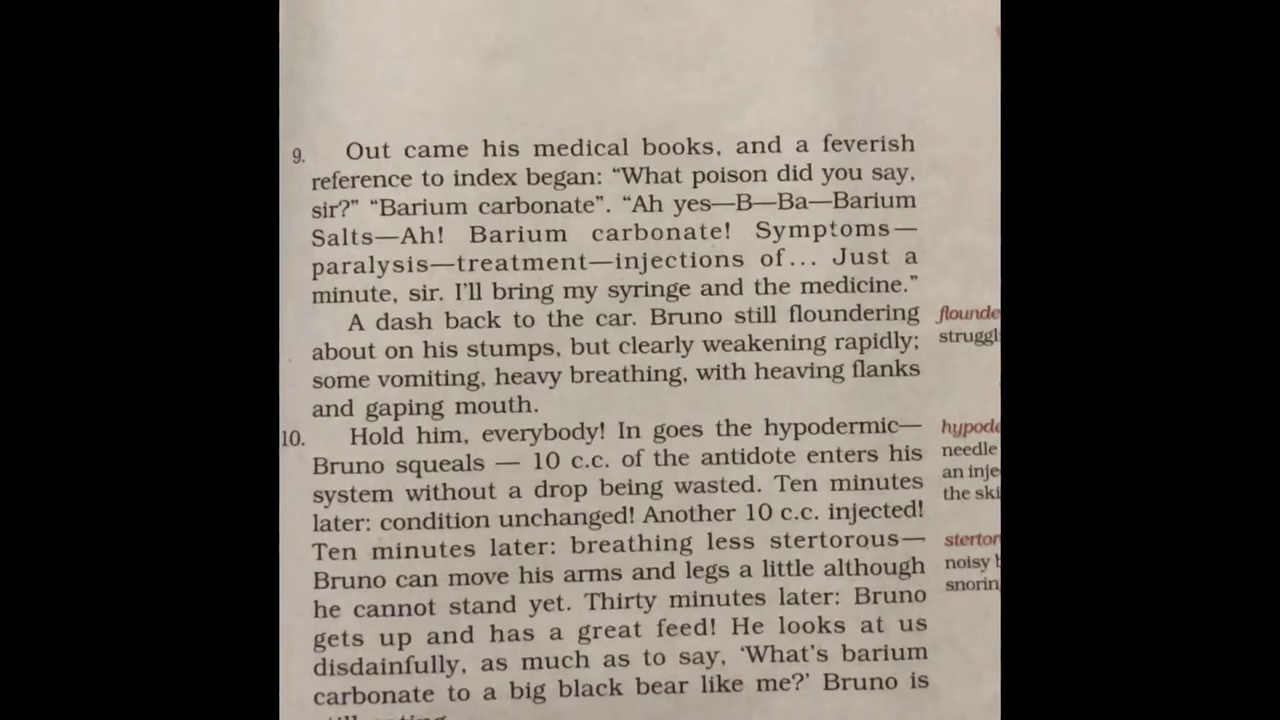 9. Out came his medical books, and a feverish
reference to index began: “What poison did you say,
sir?” “Barium carbonate”. “Ah yes—B—Ba—Barium
Salts—Ah! Barium carbonate! Symptoms—
paralysis—treatment—injections of... Just a
minute, sir. I'll bring my syringe and the medicine.”
A dash back to the car. Bruno still floundering
about on his stumps, but clearly weakening rapidly;
some vomiting, heavy breathing, with heaving flanks
and gaping mouth.
10. Hold him, everybody! In goes the hypodermic—
Bruno squeals — 10 c.c. of the antidote enters his
system without a drop being wasted. Ten minutes
later: condition unchanged! Another 10 c.c. injected!
Ten minutes later: breathing less stertorous—
Bruno can move his arms and legs a little although
he cannot stand yet. Thirty minutes later: Bruno
gets up and has a great feed! He looks at us
disdainfully, as much as to say, ‘What's barium
carbonate to a big black bear like me?’ Bruno is
flounde
struggl
hypode
needle
an inje
the ski
stertor
noisy b
snorin